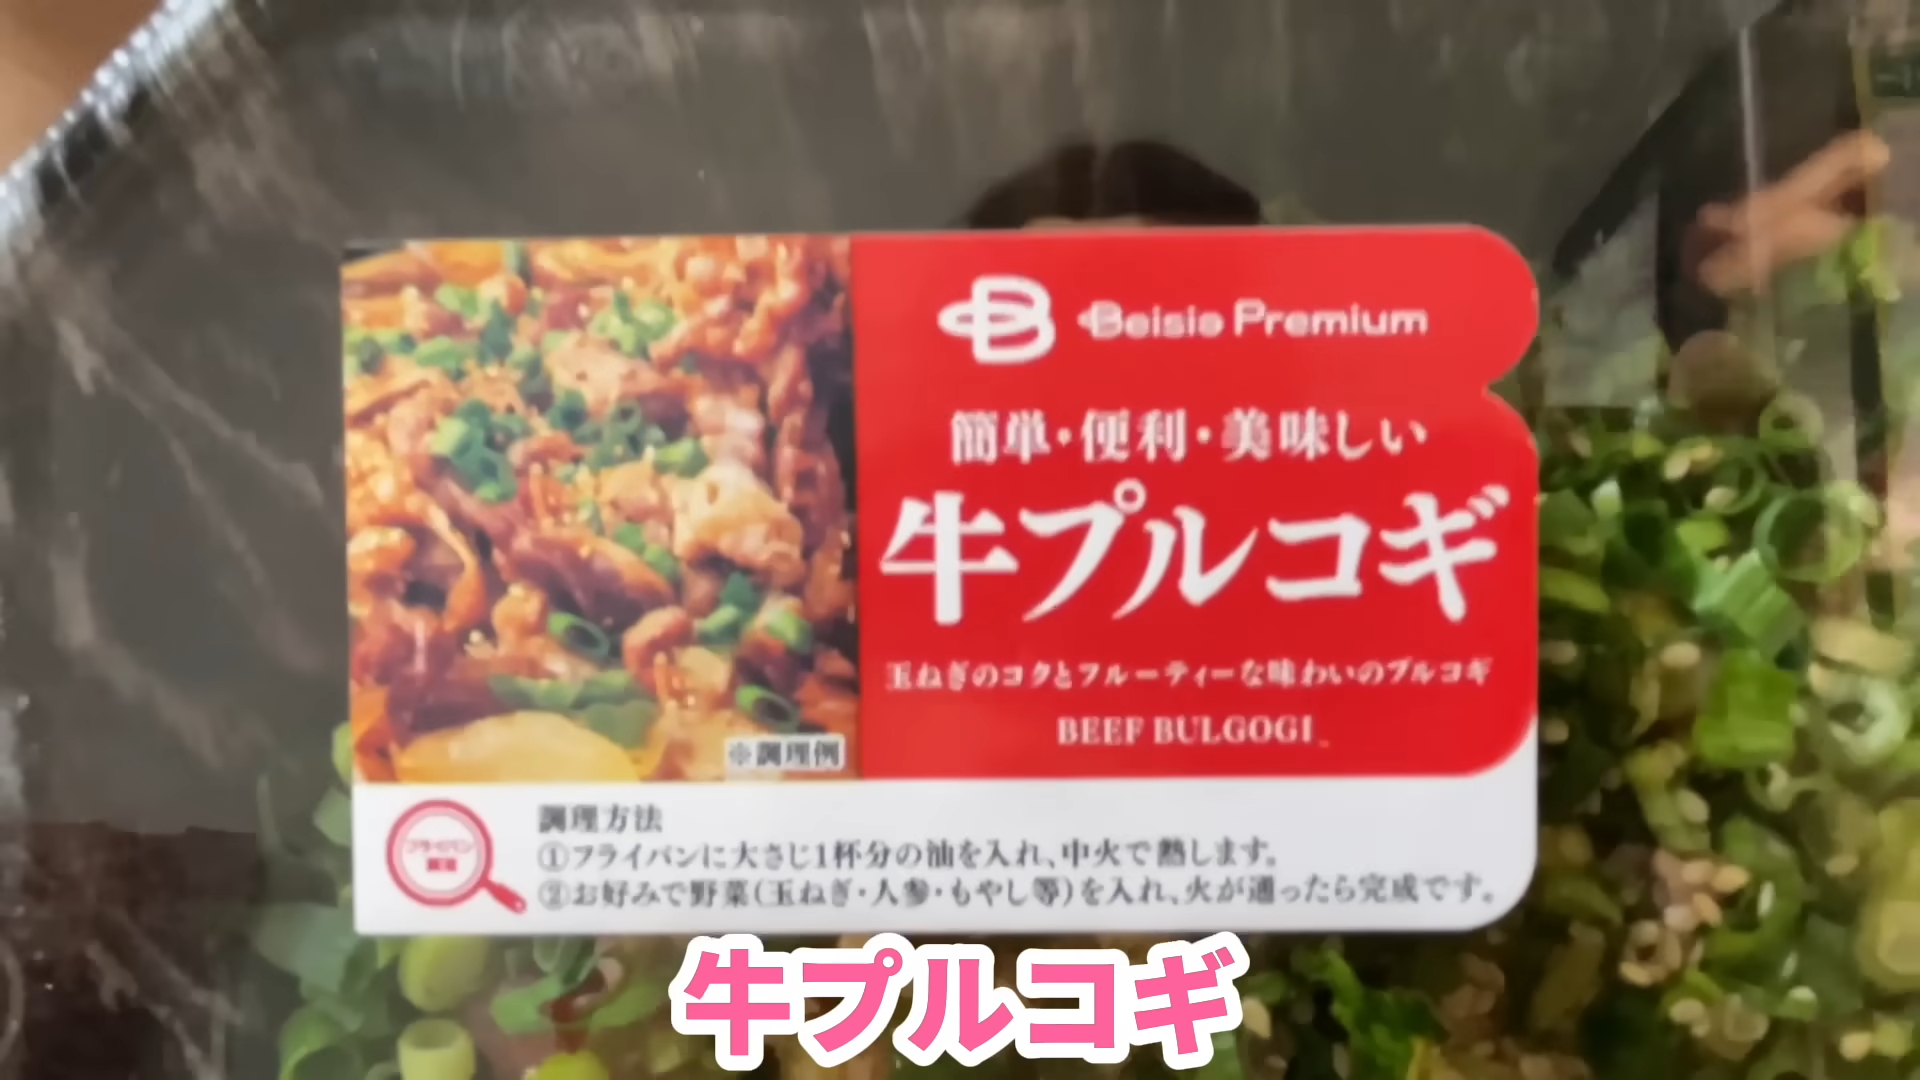 Beisia Premium
簡単・便利・美味しい
牛プルコギ
玉ねぎのコクとフルーティーな味わいのプルコギ
BEEF BULGOGI
※調理例
フライパン
調理方法
①フライパンに大さじ1杯分の油を入れ、中火で熱します。
②お好みで野菜(玉ねぎ・人参・もやし等)を入れ、火が通ったら完成です。
牛プルコギ